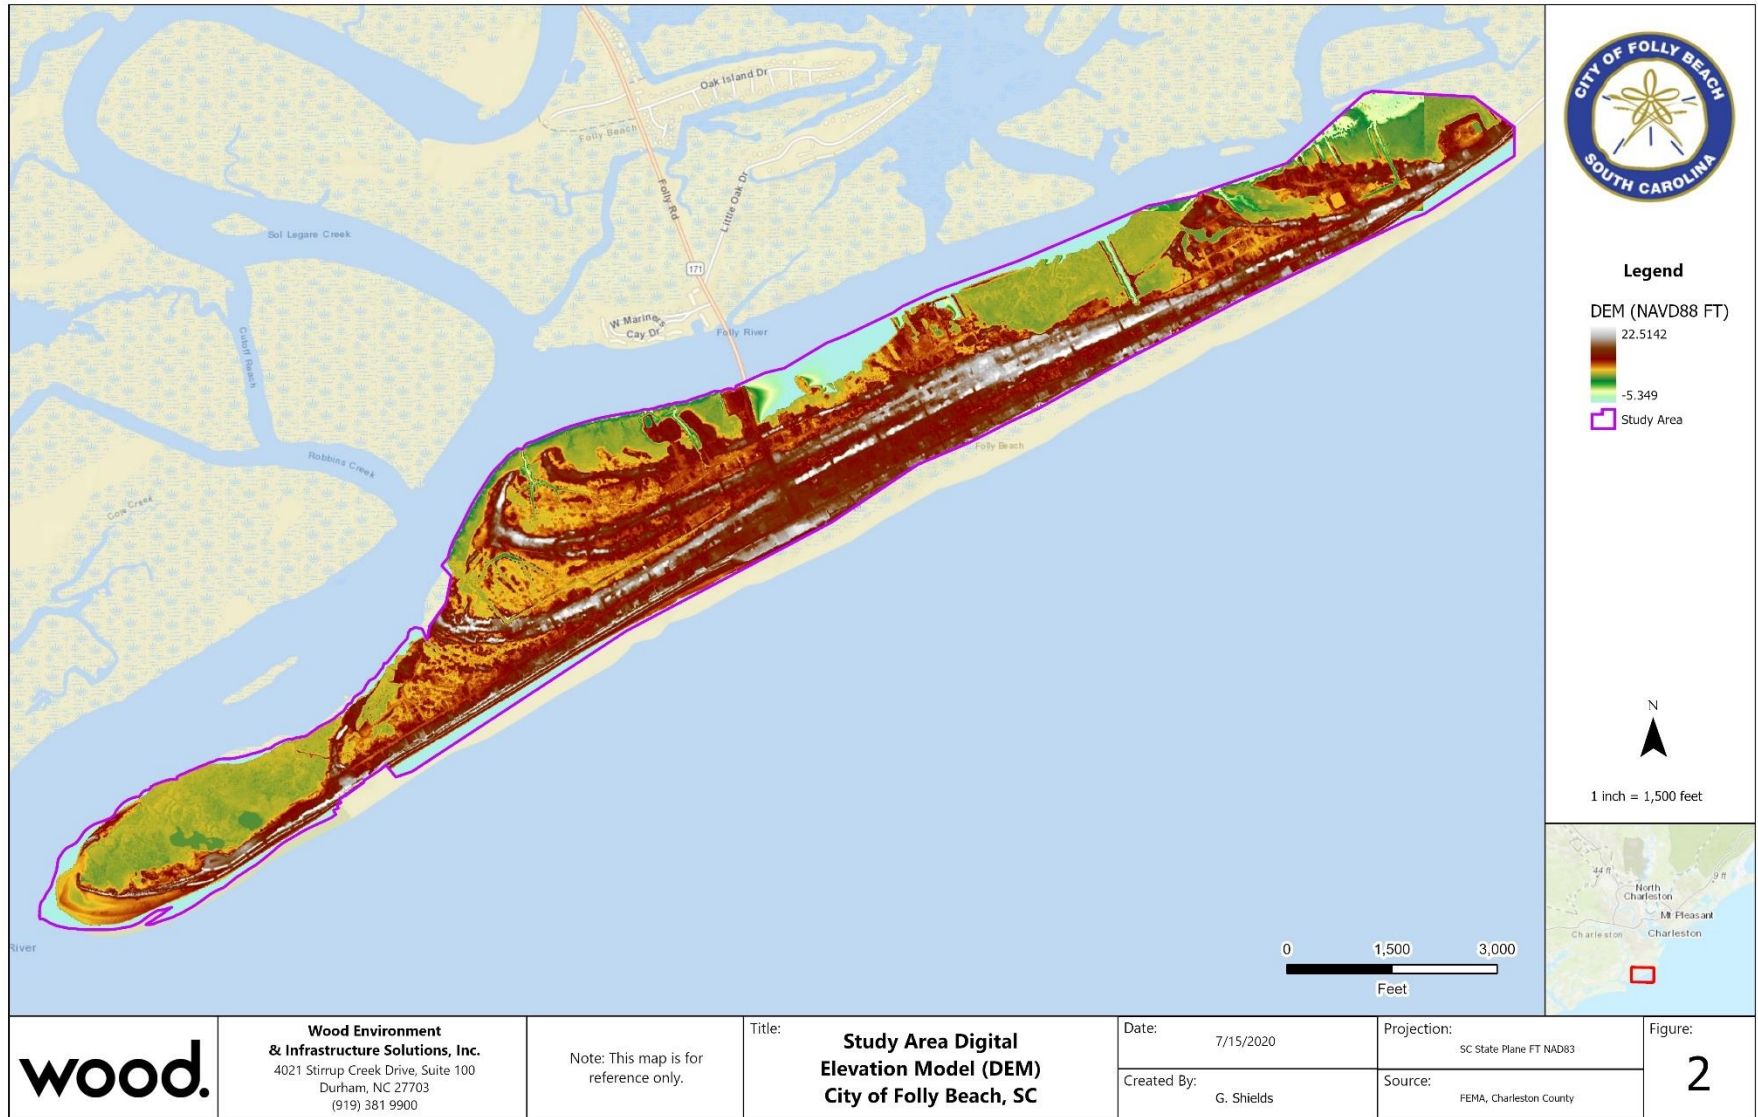 Oak Island Dr
Folly Beach
Folly Rd
Little Oak Dr
Sol Legare Creek
171
Cutoff Reach
W Mariners
Cay Dr
Folly River
Folly Beach
Robbins Creek
Cow Creek
River
0
1,500
3,000
Feet
CITY OF FOLLY BEACH
SOUTH CAROLINA
Legend
DEM (NAVD88 FT)
22.5142
-5.349
Study Area
N
1 inch = 1,500 feet
44 ft
9 ft
North
Charleston
Mt Pleasant
Charleston
Charleston
wood.
Wood Environment
& Infrastructure Solutions, Inc.
4021 Stirrup Creek Drive, Suite 100
Durham, NC 27703
(919) 381 9900
Note: This map is for
reference only.
Title:
Study Area Digital
Elevation Model (DEM)
City of Folly Beach, SC
Date:
7/15/2020
Created By:
G. Shields
Projection:
SC State Plane FT NAD83
Source:
FEMA, Charleston County
Figure:
2